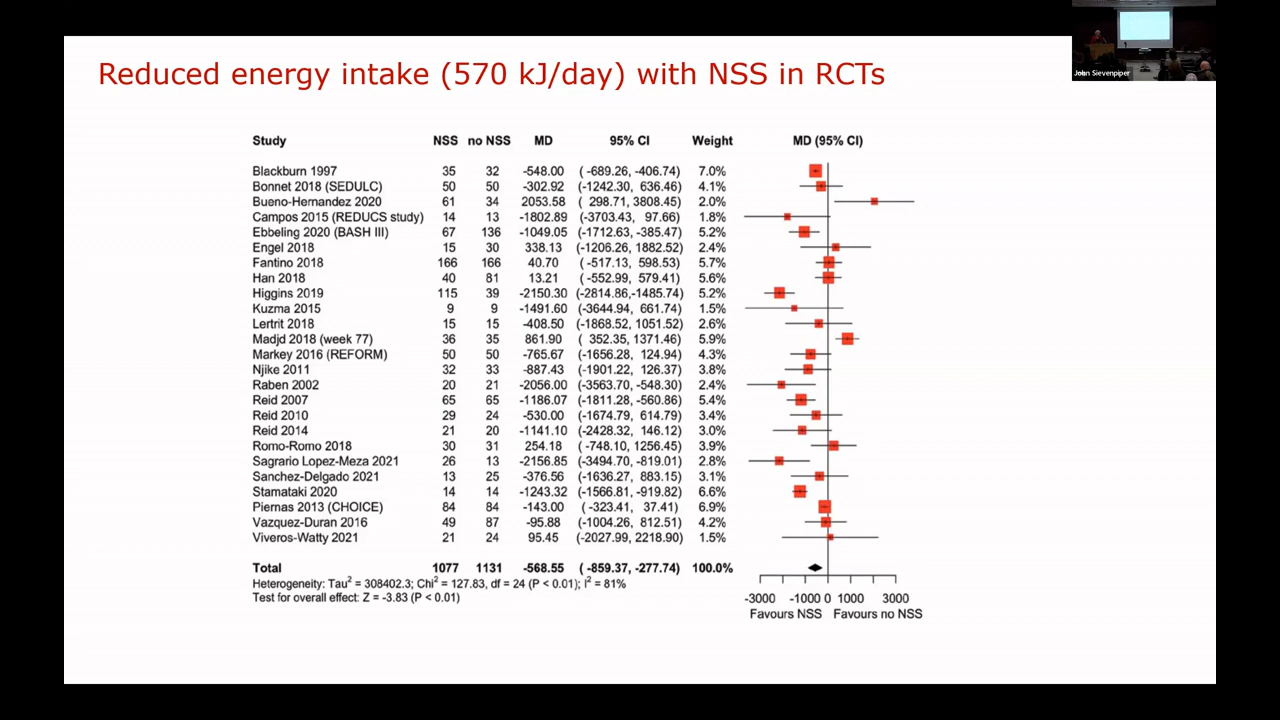 Reduced energy intake (570 kJ/day) with NSS in RCTs
John Sievenpiper
Study NSS no NSS MD 95% CI Weight MD (95% CI)
Blackburn 1997 35 32 -548.00 ( -689.26, -406.74) 7.0%
Bonnet 2018 (SEDULC) 50 50 -302.92 (-1242.30, 636.46) 4.1%
Bueno-Hernandez 2020 61 34 2053.58 ( 298.71, 3808.45) 2.0%
Campos 2015 (REDUCS study) 14 13 -1802.89 (-3703.43, 97.66) 1.8%
Ebbeling 2020 (BASH III) 67 136 -1049.05 (-1712.63, -385.47) 5.2%
Engel 2018 15 30 338.13 (-1206.26, 1882.52) 2.4%
Fantino 2018 166 166 40.70 ( -517.13, 598.53) 5.7%
Han 2018 40 81 13.21 ( -552.99, 579.41) 5.6%
Higgins 2019 115 39 -2150.30 (-2814.86,-1485.74) 5.2%
Kuzma 2015 9 9 -1491.60 (-3644.94, 661.74) 1.5%
Lertrit 2018 15 15 -408.50 (-1868.52, 1051.52) 2.6%
Madjd 2018 (week 77) 36 35 861.90 ( 352.35, 1371.46) 5.9%
Markey 2016 (REFORM) 50 50 -765.67 (-1656.28, 124.94) 4.3%
Njike 2011 32 33 -887.43 (-1901.22, 126.37) 3.8%
Raben 2002 20 21 -2056.00 (-3563.70, -548.30) 2.4%
Reid 2007 65 65 -1186.07 (-1811.28, -560.86) 5.4%
Reid 2010 29 24 -530.00 (-1674.79, 614.79) 3.4%
Reid 2014 21 20 -1141.10 (-2428.32, 146.12) 3.0%
Romo-Romo 2018 30 31 254.18 ( -748.10, 1256.45) 3.9%
Sagrario Lopez-Meza 2021 26 13 -2156.85 (-3494.70, -819.01) 2.8%
Sanchez-Delgado 2021 13 25 -376.56 (-1636.27, 883.15) 3.1%
Stamataki 2020 14 14 -1243.32 (-1566.81, -919.82) 6.6%
Piernas 2013 (CHOICE) 84 84 -143.00 ( -323.41, 37.41) 6.9%
Vazquez-Duran 2016 49 87 -95.88 (-1004.26, 812.51) 4.2%
Viveros-Watty 2021 21 24 95.45 (-2027.99, 2218.90) 1.5%
Total 1077 1131 -568.55 ( -859.37, -277.74) 100.0%
Heterogeneity: Tau² = 308402.3; Chi² = 127.83, df = 24 (P < 0.01); I² = 81%
Test for overall effect: Z = -3.83 (P < 0.01)
-3000 -1000 0 1000 3000
Favours NSS Favours no NSS